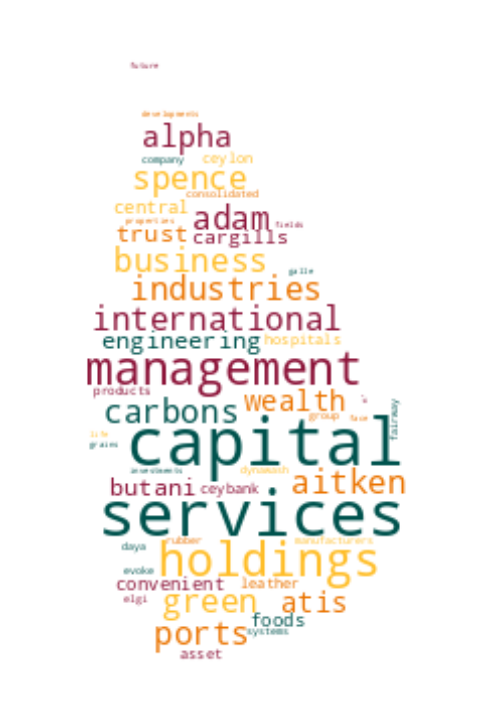 future
developments
alpha
company ceylon
spence
consolidated
central adam
properties fields
trust cargills
business
galle
industries
international
engineering hospitals
management
products
wealth
carbons group face
fairway
capital
life
grains
investments dynawash
butani ceybank aitken
services
rubber manufacturers
daya holdings
evoke
convenient leather
elgi green atis
foods
ports systems
asset